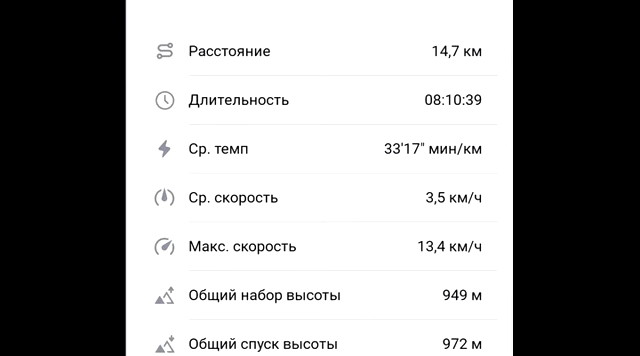 Расстояние 14,7 км
Длительность 08:10:39
Ср. темп 33'17" мин/км
Ср. скорость 3,5 км/ч
Макс. скорость 13,4 км/ч
Общий набор высоты 949 м
Общий спуск высоты 972 м